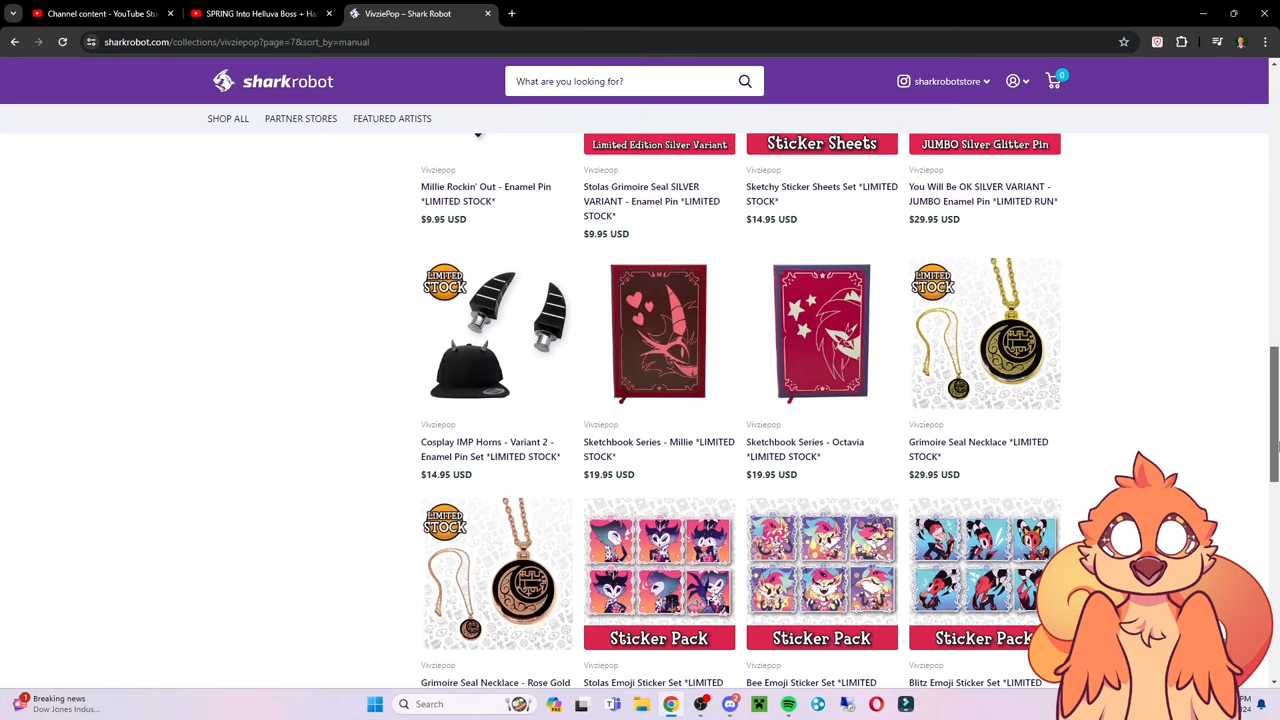 Content - YouTube Stu
SPRING Into Helluva Boss + Ha
VivziePop – Shark Robot
sharkrobot.com/collections/vivziepop?page=7&sort_by=manual
sharkrobot
What are you looking for?
sharkrobotstore
0
SHOP ALL
PARTNER STORES
FEATURED ARTISTS
Limited Edition Silver Variant
Sticker Sheets
JUMBO Silver Glitter Pin
Vivziepop
Vivziepop
Vivziepop
Vivziepop
Millie Rockin' Out - Enamel Pin
*LIMITED STOCK*
$9.95 USD
Stolas Grimoire Seal SILVER
VARIANT - Enamel Pin *LIMITED
STOCK*
$9.95 USD
Sketchy Sticker Sheets Set *LIMITED
STOCK*
$14.95 USD
You Will Be OK SILVER VARIANT -
JUMBO Enamel Pin *LIMITED RUN*
$29.95 USD
LIMITED
STOCK
LIMITED
STOCK
Vivziepop
Vivziepop
Vivziepop
Vivziepop
Cosplay IMP Horns - Variant 2 -
Enamel Pin Set *LIMITED STOCK*
$14.95 USD
Sketchbook Series - Millie *LIMITED
STOCK*
$19.95 USD
Sketchbook Series - Octavia
*LIMITED STOCK*
$19.95 USD
Grimoire Seal Necklace *LIMITED
STOCK*
$29.95 USD
LIMITED
STOCK
Sticker Pack
Sticker Pack
Sticker Pack
Vivziepop
Vivziepop
Vivziepop
Vivziepop
Grimoire Seal Necklace - Rose Gold
Stolas Emoji Sticker Set *LIMITED
Bee Emoji Sticker Set *LIMITED
Blitz Emoji Sticker Set *LIMITED
1
Breaking news
Dow Jones Indus...
Search
2
PM